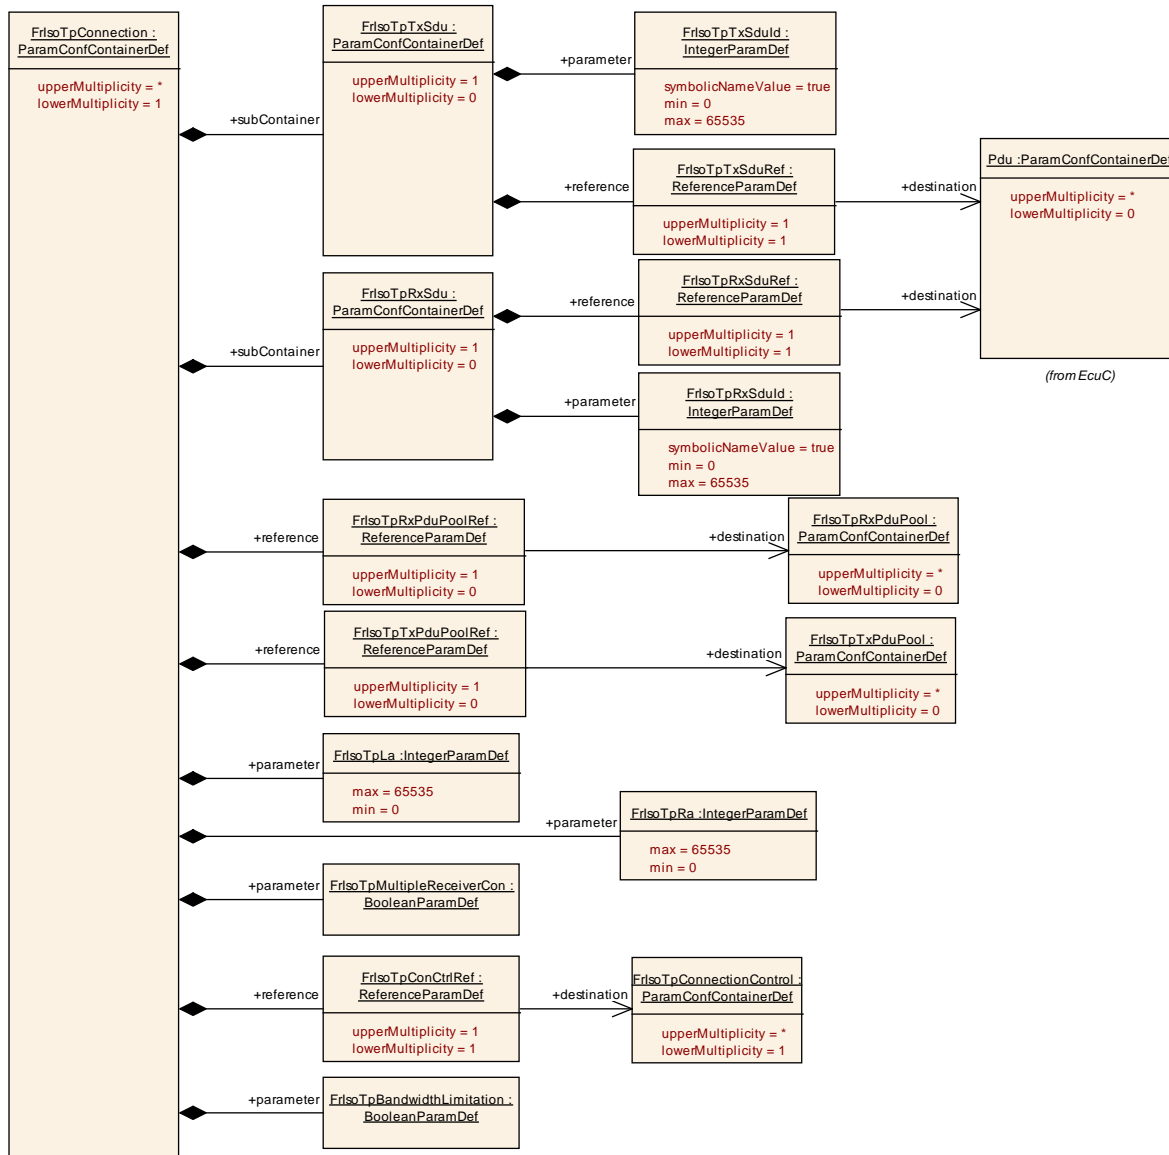 FrIsoTpConnection :
ParamConfContainerDef
upperMultiplicity = *
lowerMultiplicity = 1
+subContainer
FrIsoTpTxSdu :
ParamConfContainerDef
upperMultiplicity = 1
lowerMultiplicity = 0
+parameter
FrIsoTpTxSduId :
IntegerParamDef
symbolicNameValue = true
min = 0
max = 65535
+reference
FrIsoTpTxSduRef :
ReferenceParamDef
upperMultiplicity = 1
lowerMultiplicity = 1
+destination
Pdu :ParamConfContainerDef
upperMultiplicity = *
lowerMultiplicity = 0
(from EcuC)
+subContainer
FrIsoTpRxSdu :
ParamConfContainerDef
upperMultiplicity = 1
lowerMultiplicity = 0
+reference
FrIsoTpRxSduRef :
ReferenceParamDef
upperMultiplicity = 1
lowerMultiplicity = 1
+destination
+parameter
FrIsoTpRxSduId :
IntegerParamDef
symbolicNameValue = true
min = 0
max = 65535
+reference
FrIsoTpRxPduPoolRef :
ReferenceParamDef
upperMultiplicity = 1
lowerMultiplicity = 0
+destination
FrIsoTpRxPduPool :
ParamConfContainerDef
upperMultiplicity = *
lowerMultiplicity = 0
+reference
FrIsoTpTxPduPoolRef :
ReferenceParamDef
upperMultiplicity = 1
lowerMultiplicity = 0
+destination
FrIsoTpTxPduPool :
ParamConfContainerDef
upperMultiplicity = *
lowerMultiplicity = 0
+parameter
FrIsoTpLa :IntegerParamDef
max = 65535
min = 0
+parameter
FrIsoTpRa :IntegerParamDef
max = 65535
min = 0
+parameter
FrIsoTpMultipleReceiverCon :
BooleanParamDef
+reference
FrIsoTpConCtrlRef :
ReferenceParamDef
upperMultiplicity = 1
lowerMultiplicity = 1
+destination
FrIsoTpConnectionControl :
ParamConfContainerDef
upperMultiplicity = *
lowerMultiplicity = 1
+parameter
FrIsoTpBandwidthLimitation :
BooleanParamDef